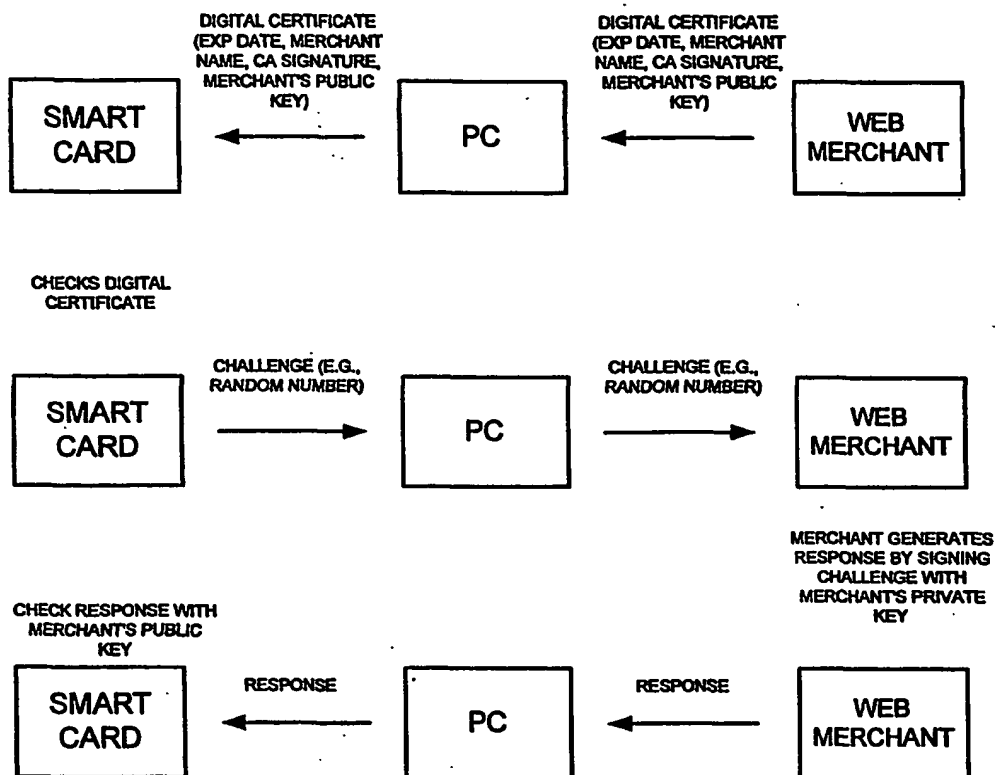 DIGITAL CERTIFICATE
(EXP DATE, MERCHANT
NAME, CA SIGNATURE,
MERCHANT'S PUBLIC
KEY)
DIGITAL CERTIFICATE
(EXP DATE, MERCHANT
NAME, CA SIGNATURE,
MERCHANT'S PUBLIC
KEY)
SMART
CARD
PC
WEB
MERCHANT
CHECKS DIGITAL
CERTIFICATE
CHALLENGE (E.G.,
RANDOM NUMBER)
CHALLENGE (E.G.,
RANDOM NUMBER)
SMART
CARD
PC
WEB
MERCHANT
MERCHANT GENERATES
RESPONSE BY SIGNING
CHALLENGE WITH
MERCHANT'S PRIVATE
KEY
CHECK RESPONSE WITH
MERCHANT'S PUBLIC
KEY
RESPONSE
RESPONSE
SMART
CARD
PC
WEB
MERCHANT